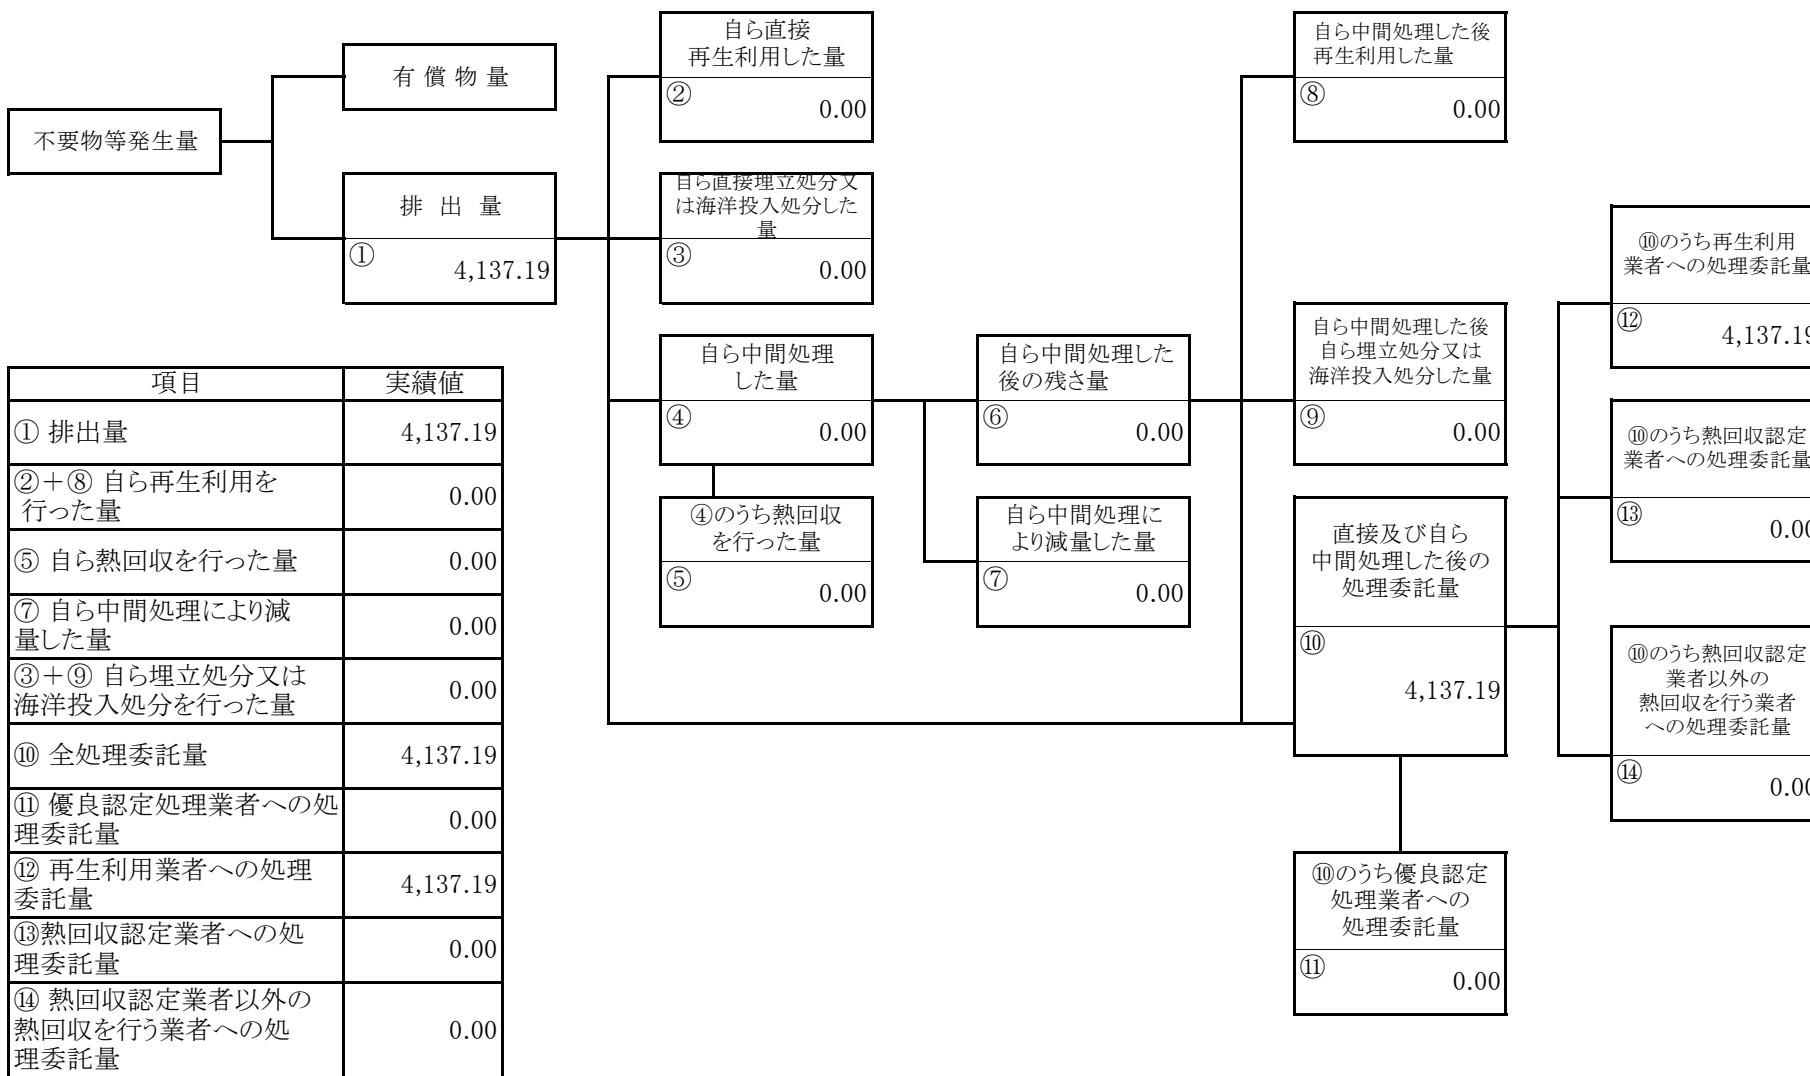 不要物等発生量
有 償 物 量
排 出 量
① 4,137.19
自ら直接
再生利用した量
② 0.00
自ら直接埋立処分又
は海洋投入処分した
量
③ 0.00
自ら中間処理
した量
④ 0.00
④のうち熱回収
を行った量
⑤ 0.00
自ら中間処理した
後の残さ量
⑥ 0.00
自ら中間処理に
より減量した量
⑦ 0.00
自ら中間処理した後
再生利用した量
⑧ 0.00
自ら中間処理した後
自ら埋立処分又は
海洋投入処分した量
⑨ 0.00
直接及び自ら
中間処理した後の
処理委託量
⑩
4,137.19
⑩のうち優良認定
処理業者への
処理委託量
⑪ 0.00
⑩のうち再生利用
業者への処理委託量
⑫ 4,137.19
⑩のうち熱回収認定
業者への処理委託量
⑬ 0.00
⑩のうち熱回収認定
業者以外の
熱回収を行う業者
への処理委託量
⑭ 0.00
項目 実績値
① 排出量 4,137.19
②+⑧ 自ら再生利用を
行った量 0.00
⑤ 自ら熱回収を行った量 0.00
⑦ 自ら中間処理により減
量した量 0.00
③+⑨ 自ら埋立処分又は
海洋投入処分を行った量 0.00
⑩ 全処理委託量 4,137.19
⑪ 優良認定処理業者への処
理委託量 0.00
⑫ 再生利用業者への処理
委託量 4,137.19
⑬熱回収認定業者への処
理委託量 0.00
⑭ 熱回収認定業者以外の
熱回収を行う業者への処
理委託量 0.00